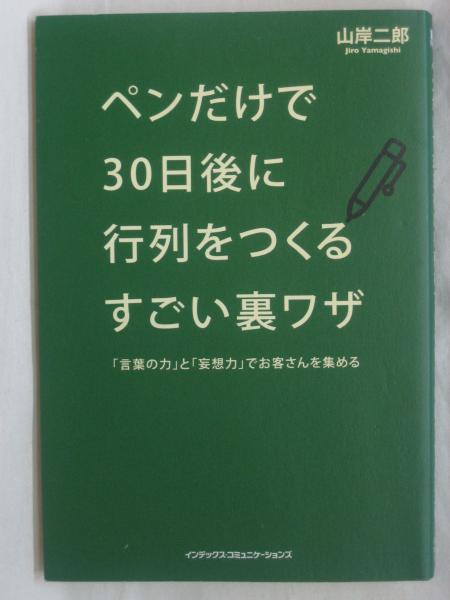 山岸二郎
Jiro Yamagishi
ペンだけで
30日後に
行列をつくる
すごい裏ワザ
「言葉の力」と「妄想力」でお客さんを集める
インデックス・コミュニケーションズ